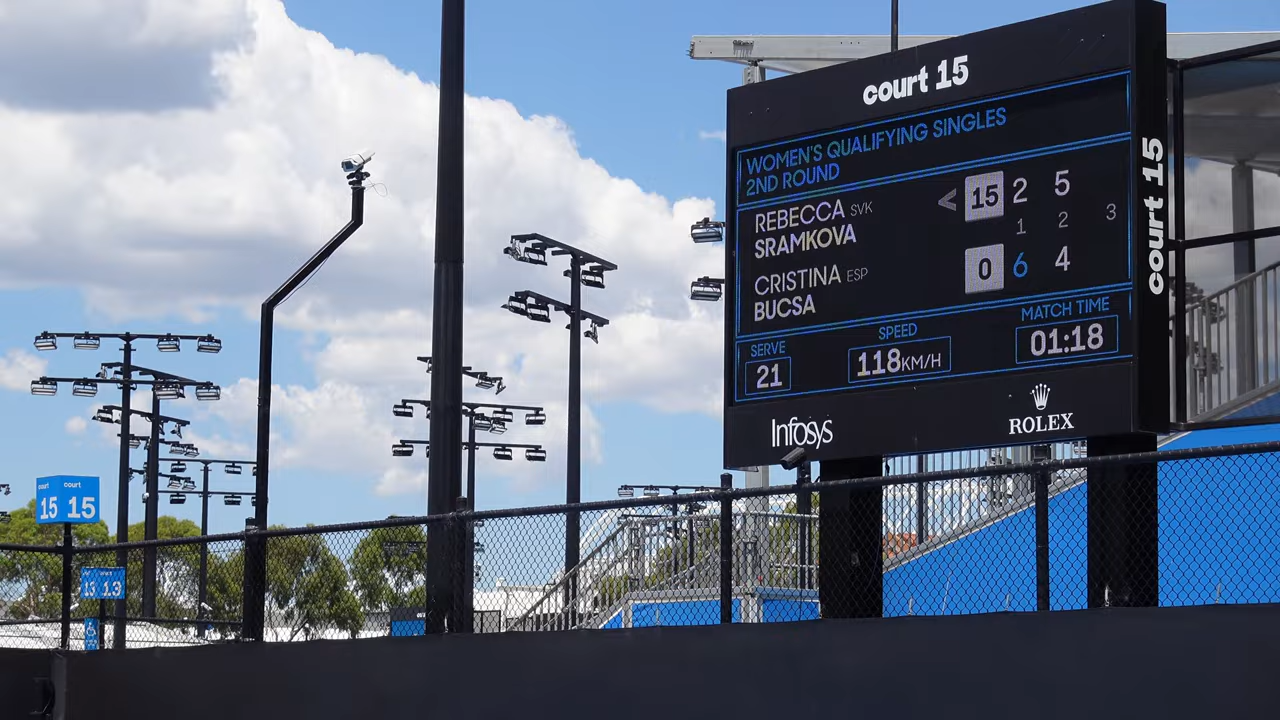 court 15
WOMEN'S QUALIFYING SINGLES
2ND ROUND
REBECCA SVK < 15 2 5
SRAMKOVA 1 2 3
CRISTINA ESP 0 6 4
BUCSA
SERVE SPEED MATCH TIME
21 118KM/H 01:18
Infosys ROLEX
court 15
court court
15 15
13 13